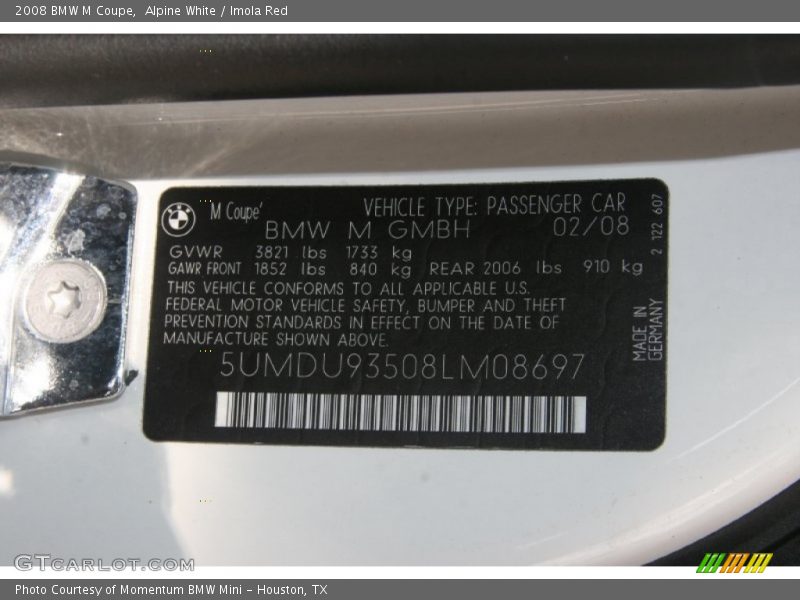 2008 BMW M Coupe,  Alpine White / Imola Red
M Coupe' VEHICLE TYPE: PASSENGER CAR
BMW M GMBH 02/08
GVWR 3821 lbs 1733 kg
GAWR FRONT 1852 lbs 840 kg REAR 2006 lbs 910 kg
THIS VEHICLE CONFORMS TO ALL APPLICABLE U.S.
FEDERAL MOTOR VEHICLE SAFETY, BUMPER AND THEFT
PREVENTION STANDARDS IN EFFECT ON THE DATE OF
MANUFACTURE SHOWN ABOVE.
5UMDU93508LM08697
2 122 607
MADE IN
GERMANY
GTcarlot.com
Photo Courtesy of Momentum BMW Mini - Houston, TX